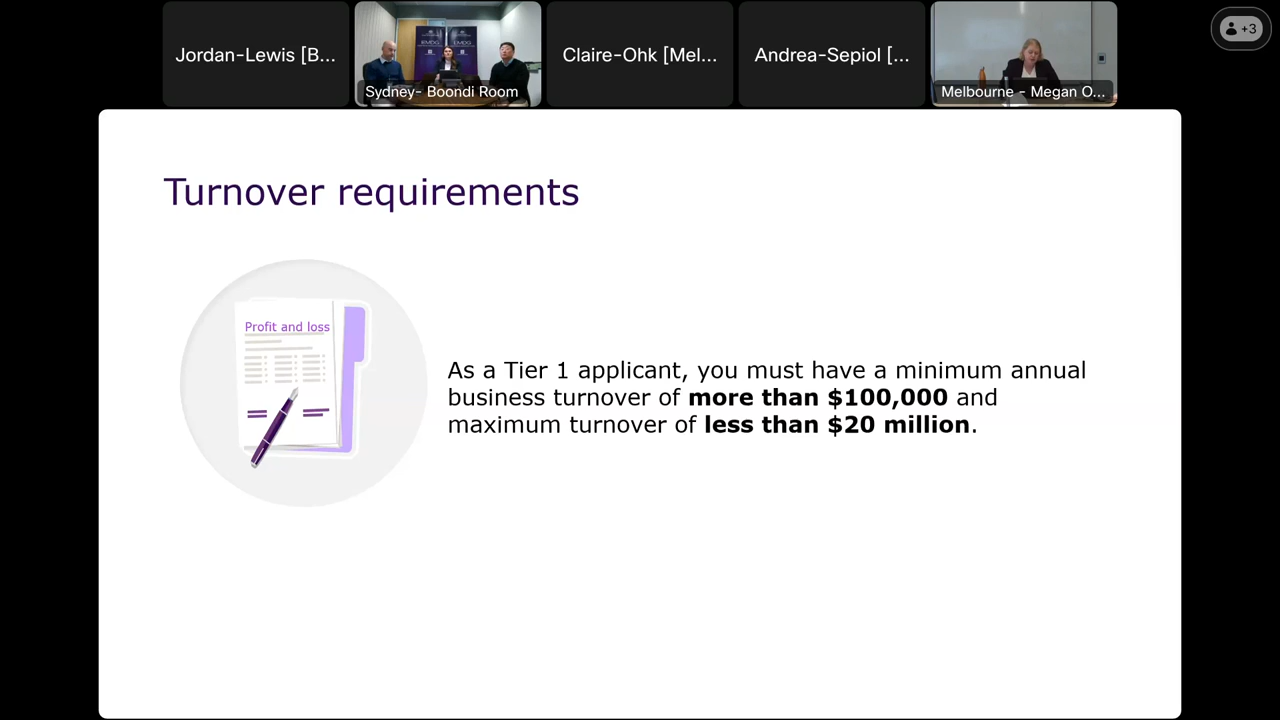 Jordan-Lewis [B...
Sydney- Boondi Room
EMDG
EMDG
Claire-Ohk [Mel...
Andrea-Sepiol [...
Melbourne - Megan O...
+3
Turnover requirements
Profit and loss
As a Tier 1 applicant, you must have a minimum annual
business turnover of more than $100,000 and
maximum turnover of less than $20 million.